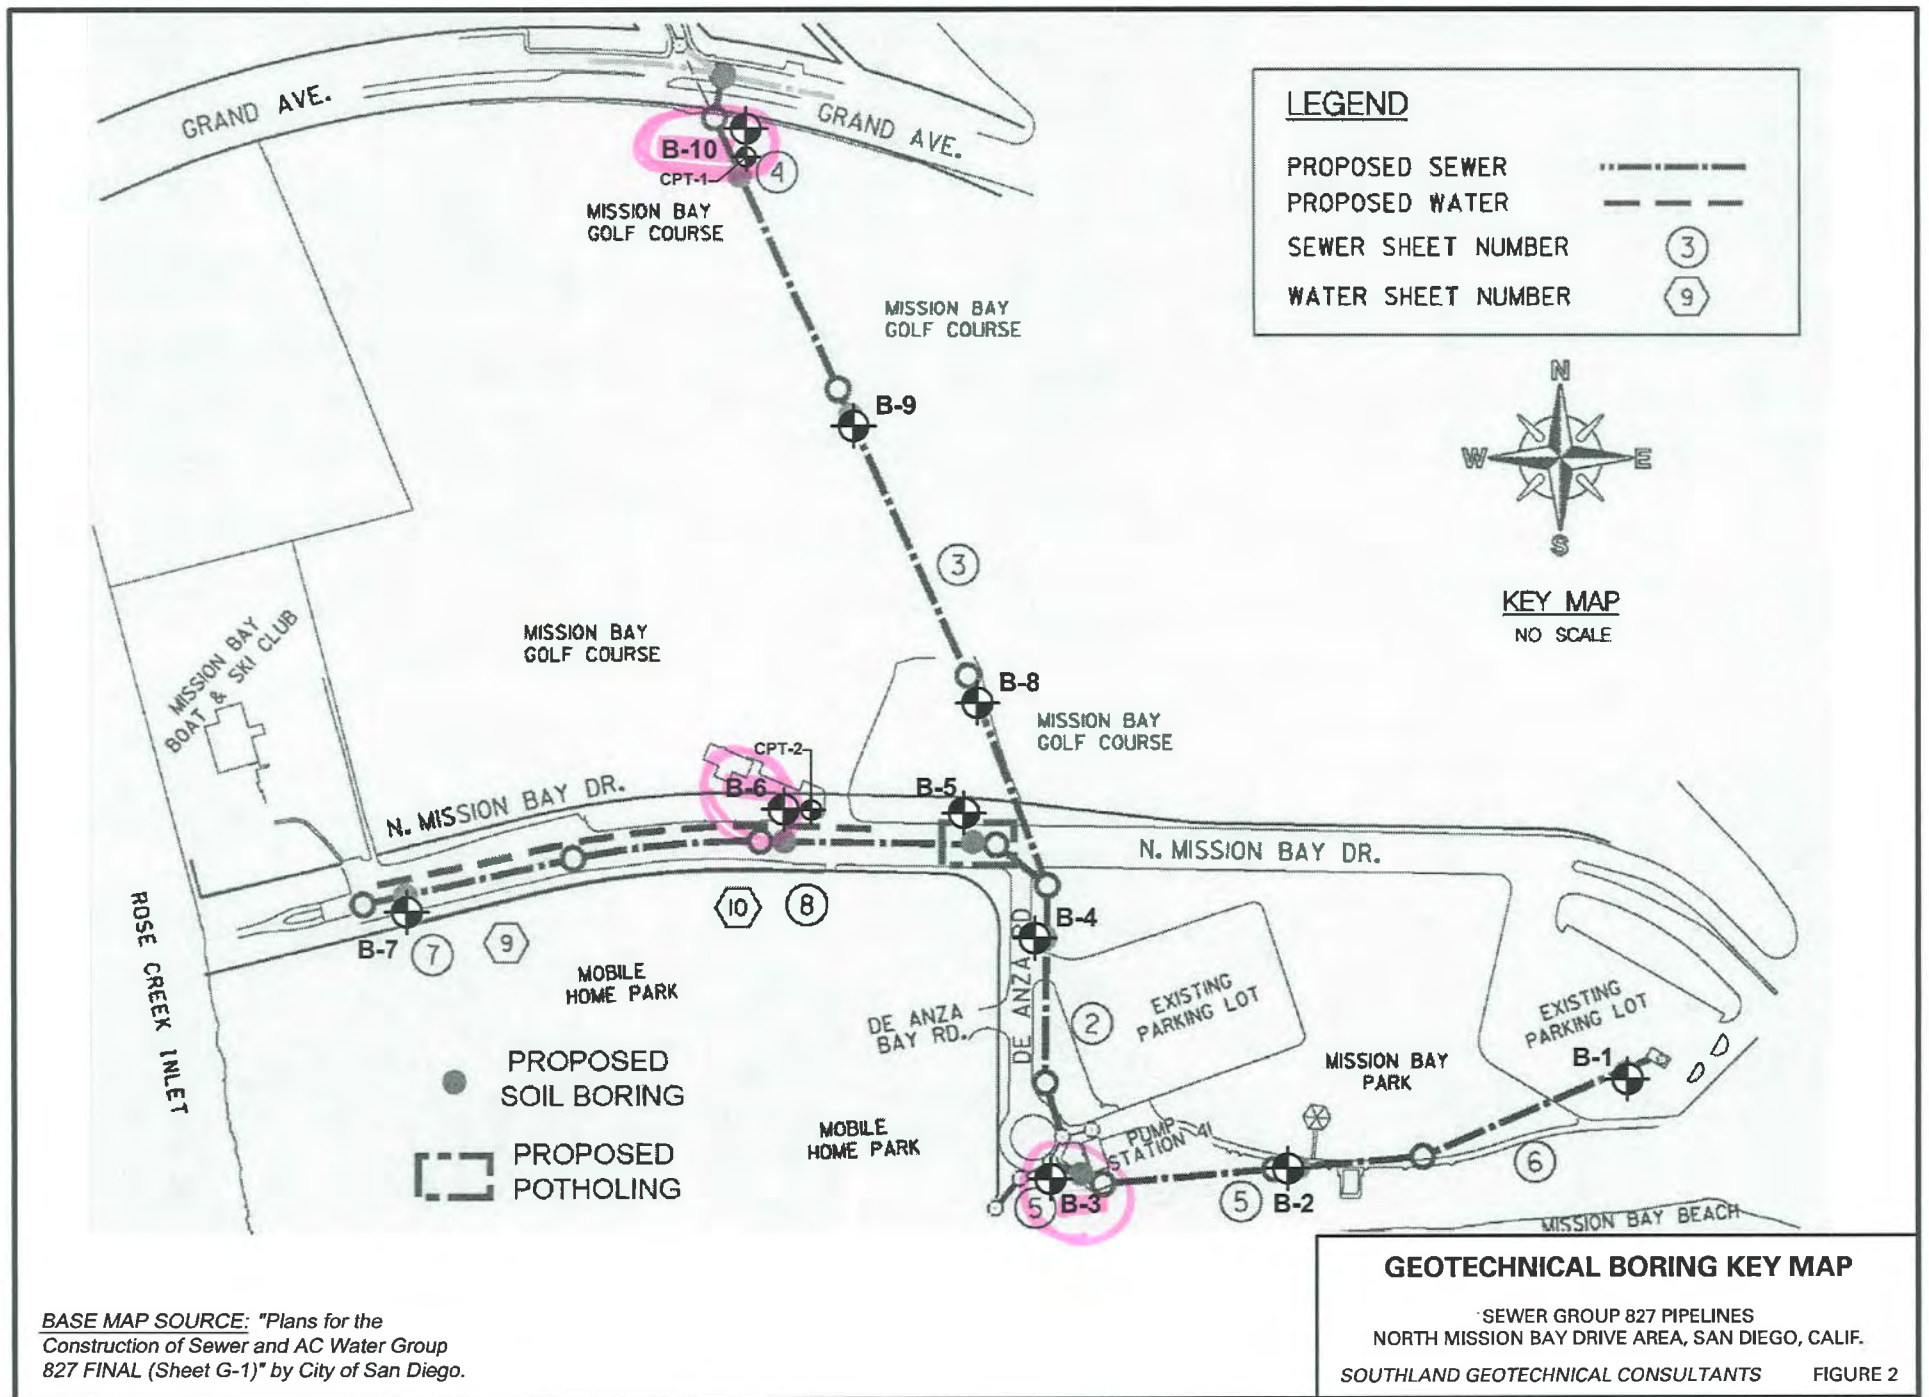 GRAND AVE.
GRAND AVE.
B-10
CPT-1
4
MISSION BAY
GOLF COURSE
LEGEND
PROPOSED SEWER
PROPOSED WATER
SEWER SHEET NUMBER
3
WATER SHEET NUMBER
9
MISSION BAY
GOLF COURSE
B-9
N
W
E
S
KEY MAP
NO SCALE
3
MISSION BAY
BOAT & SKI CLUB
MISSION BAY
GOLF COURSE
B-8
MISSION BAY
GOLF COURSE
CPT-2
B-6
B-5
N. MISSION BAY DR.
N. MISSION BAY DR.
10
8
B-7
7
9
B-4
ROSE CREEK INLET
MOBILE
HOME PARK
DE ANZA
BAY RD.
DE ANZA RD
2
EXISTING
PARKING LOT
EXISTING
PARKING LOT
B-1
MISSION BAY
PARK
PROPOSED
SOIL BORING
PROPOSED
POTHOLING
MOBILE
HOME PARK
PUMP
STATION 41
5
B-3
5
B-2
6
MISSION BAY BEACH
BASE MAP SOURCE: "Plans for the
Construction of Sewer and AC Water Group
827 FINAL (Sheet G-1)" by City of San Diego.
GEOTECHNICAL BORING KEY MAP
SEWER GROUP 827 PIPELINES
NORTH MISSION BAY DRIVE AREA, SAN DIEGO, CALIF.
SOUTHLAND GEOTECHNICAL CONSULTANTS FIGURE 2